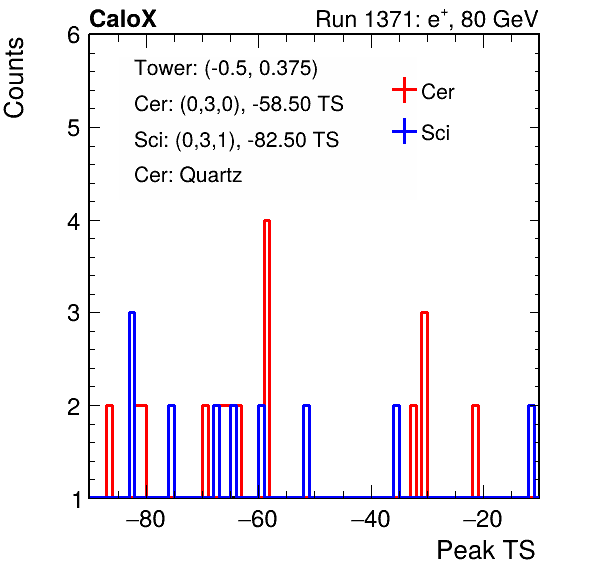 CaloX Run 1371: e⁺, 80 GeV
Counts
6
Tower: (-0.5, 0.375)
Cer: (0,3,0), -58.50 TS
Sci: (0,3,1), -82.50 TS
Cer: Quartz
Cer
Sci
5
4
3
2
1
−80 −60 −40 −20
Peak TS